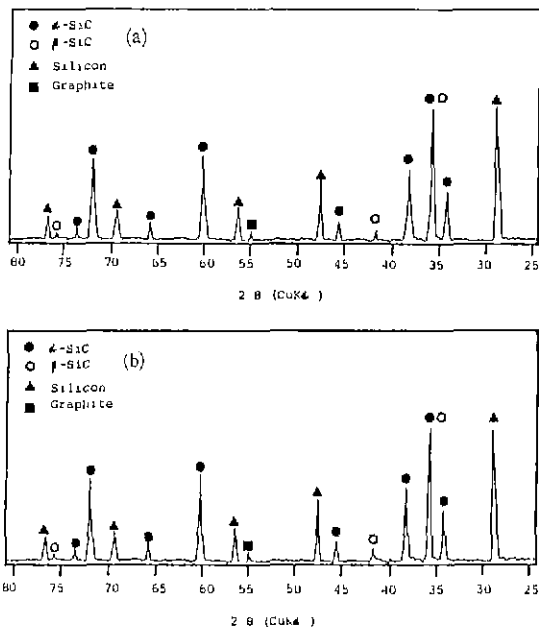 α-SiC (a)
β-SiC
Silicon
Graphite
80 75 70 65 60 55 50 45 40 35 30 25
2 θ (CuKα )
α-SiC
β-SiC (b)
Silicon
Graphite
80 75 70 65 60 55 50 45 40 35 30 25
2 θ (CuKα )